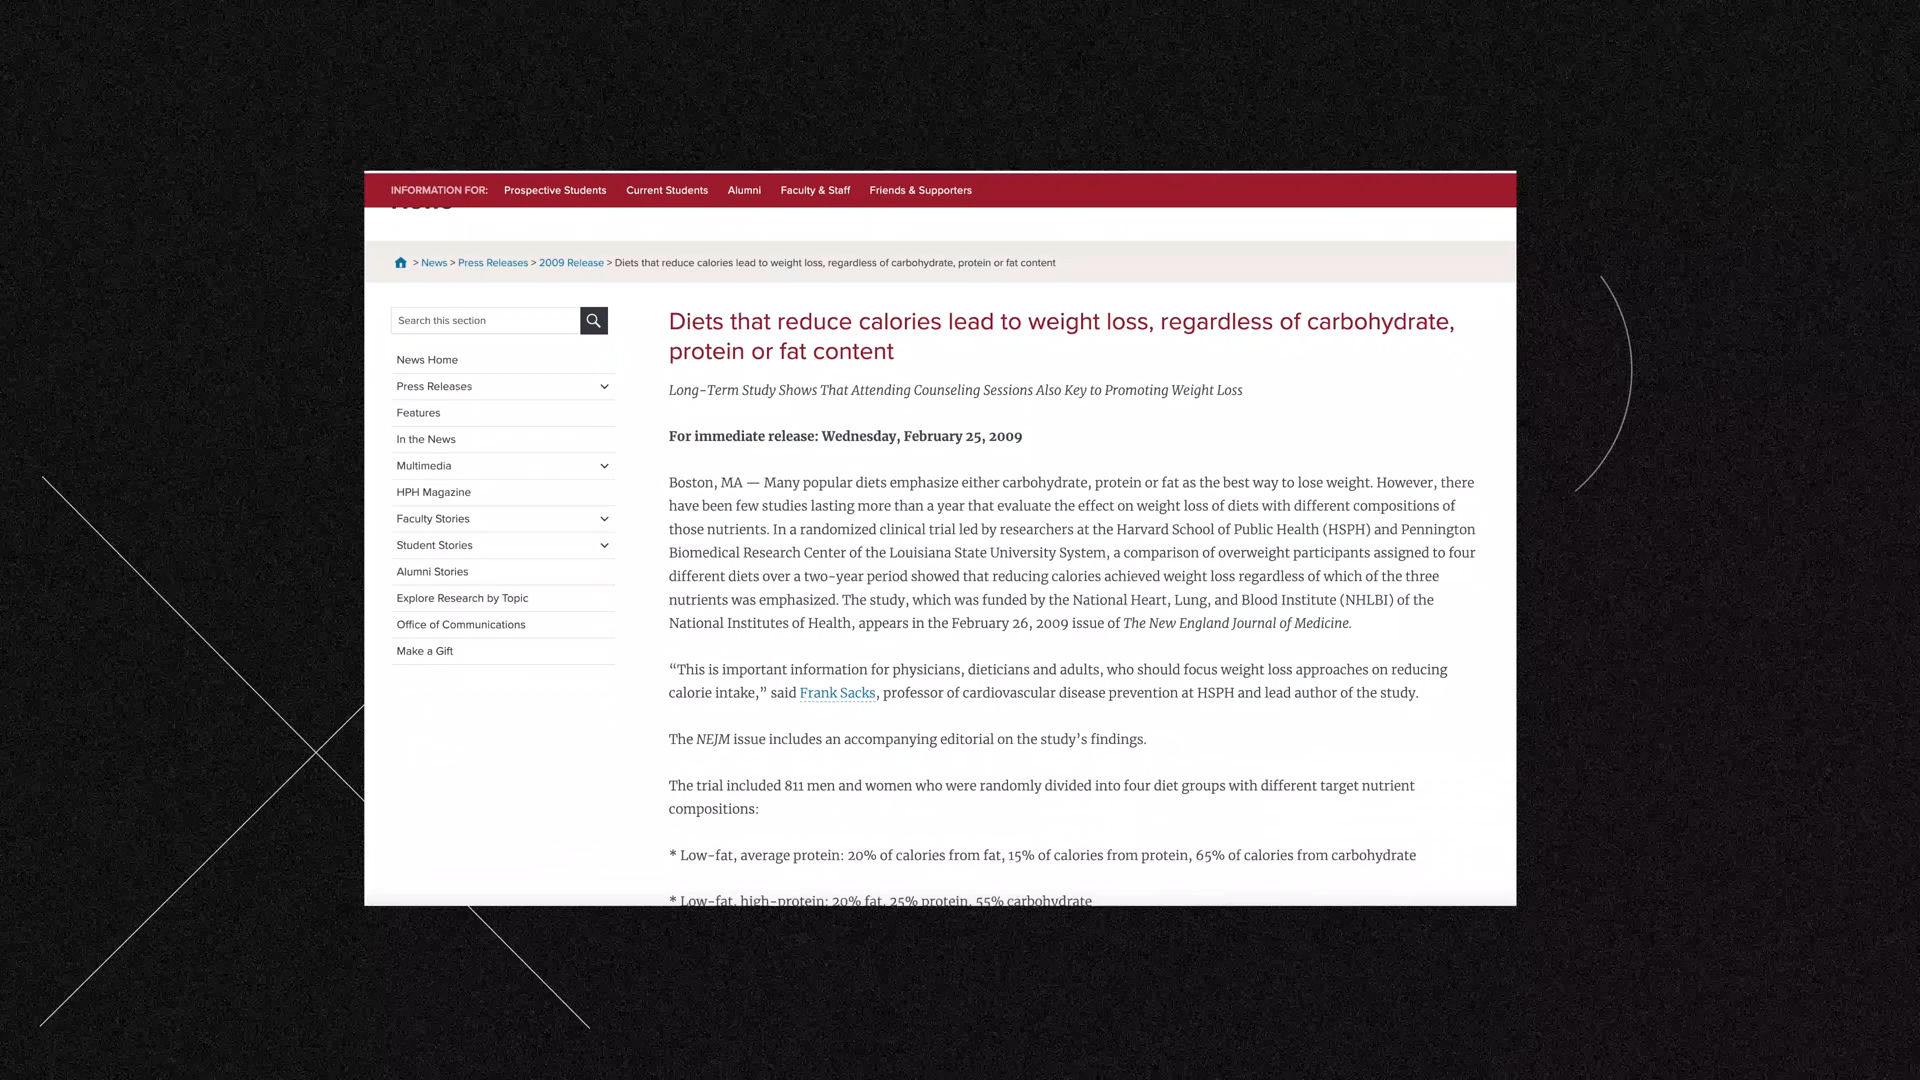 INFORMATION FOR: Prospective Students Current Students Alumni Faculty & Staff Friends & Supporters
> News > Press Releases > 2009 Release > Diets that reduce calories lead to weight loss, regardless of carbohydrate, protein or fat content
Search this section
News Home
Press Releases
Features
In the News
Multimedia
HPH Magazine
Faculty Stories
Student Stories
Alumni Stories
Explore Research by Topic
Office of Communications
Make a Gift
Diets that reduce calories lead to weight loss, regardless of carbohydrate,
protein or fat content
Long-Term Study Shows That Attending Counseling Sessions Also Key to Promoting Weight Loss
For immediate release: Wednesday, February 25, 2009
Boston, MA — Many popular diets emphasize either carbohydrate, protein or fat as the best way to lose weight. However, there
have been few studies lasting more than a year that evaluate the effect on weight loss of diets with different compositions of
those nutrients. In a randomized clinical trial led by researchers at the Harvard School of Public Health (HSPH) and Pennington
Biomedical Research Center of the Louisiana State University System, a comparison of overweight participants assigned to four
different diets over a two-year period showed that reducing calories achieved weight loss regardless of which of the three
nutrients was emphasized. The study, which was funded by the National Heart, Lung, and Blood Institute (NHLBI) of the
National Institutes of Health, appears in the February 26, 2009 issue of The New England Journal of Medicine.
“This is important information for physicians, dieticians and adults, who should focus weight loss approaches on reducing
calorie intake,” said Frank Sacks, professor of cardiovascular disease prevention at HSPH and lead author of the study.
The NEJM issue includes an accompanying editorial on the study’s findings.
The trial included 811 men and women who were randomly divided into four diet groups with different target nutrient
compositions:
* Low-fat, average protein: 20% of calories from fat, 15% of calories from protein, 65% of calories from carbohydrate
* Low-fat, high-protein: 20% fat, 25% protein, 55% carbohydrate